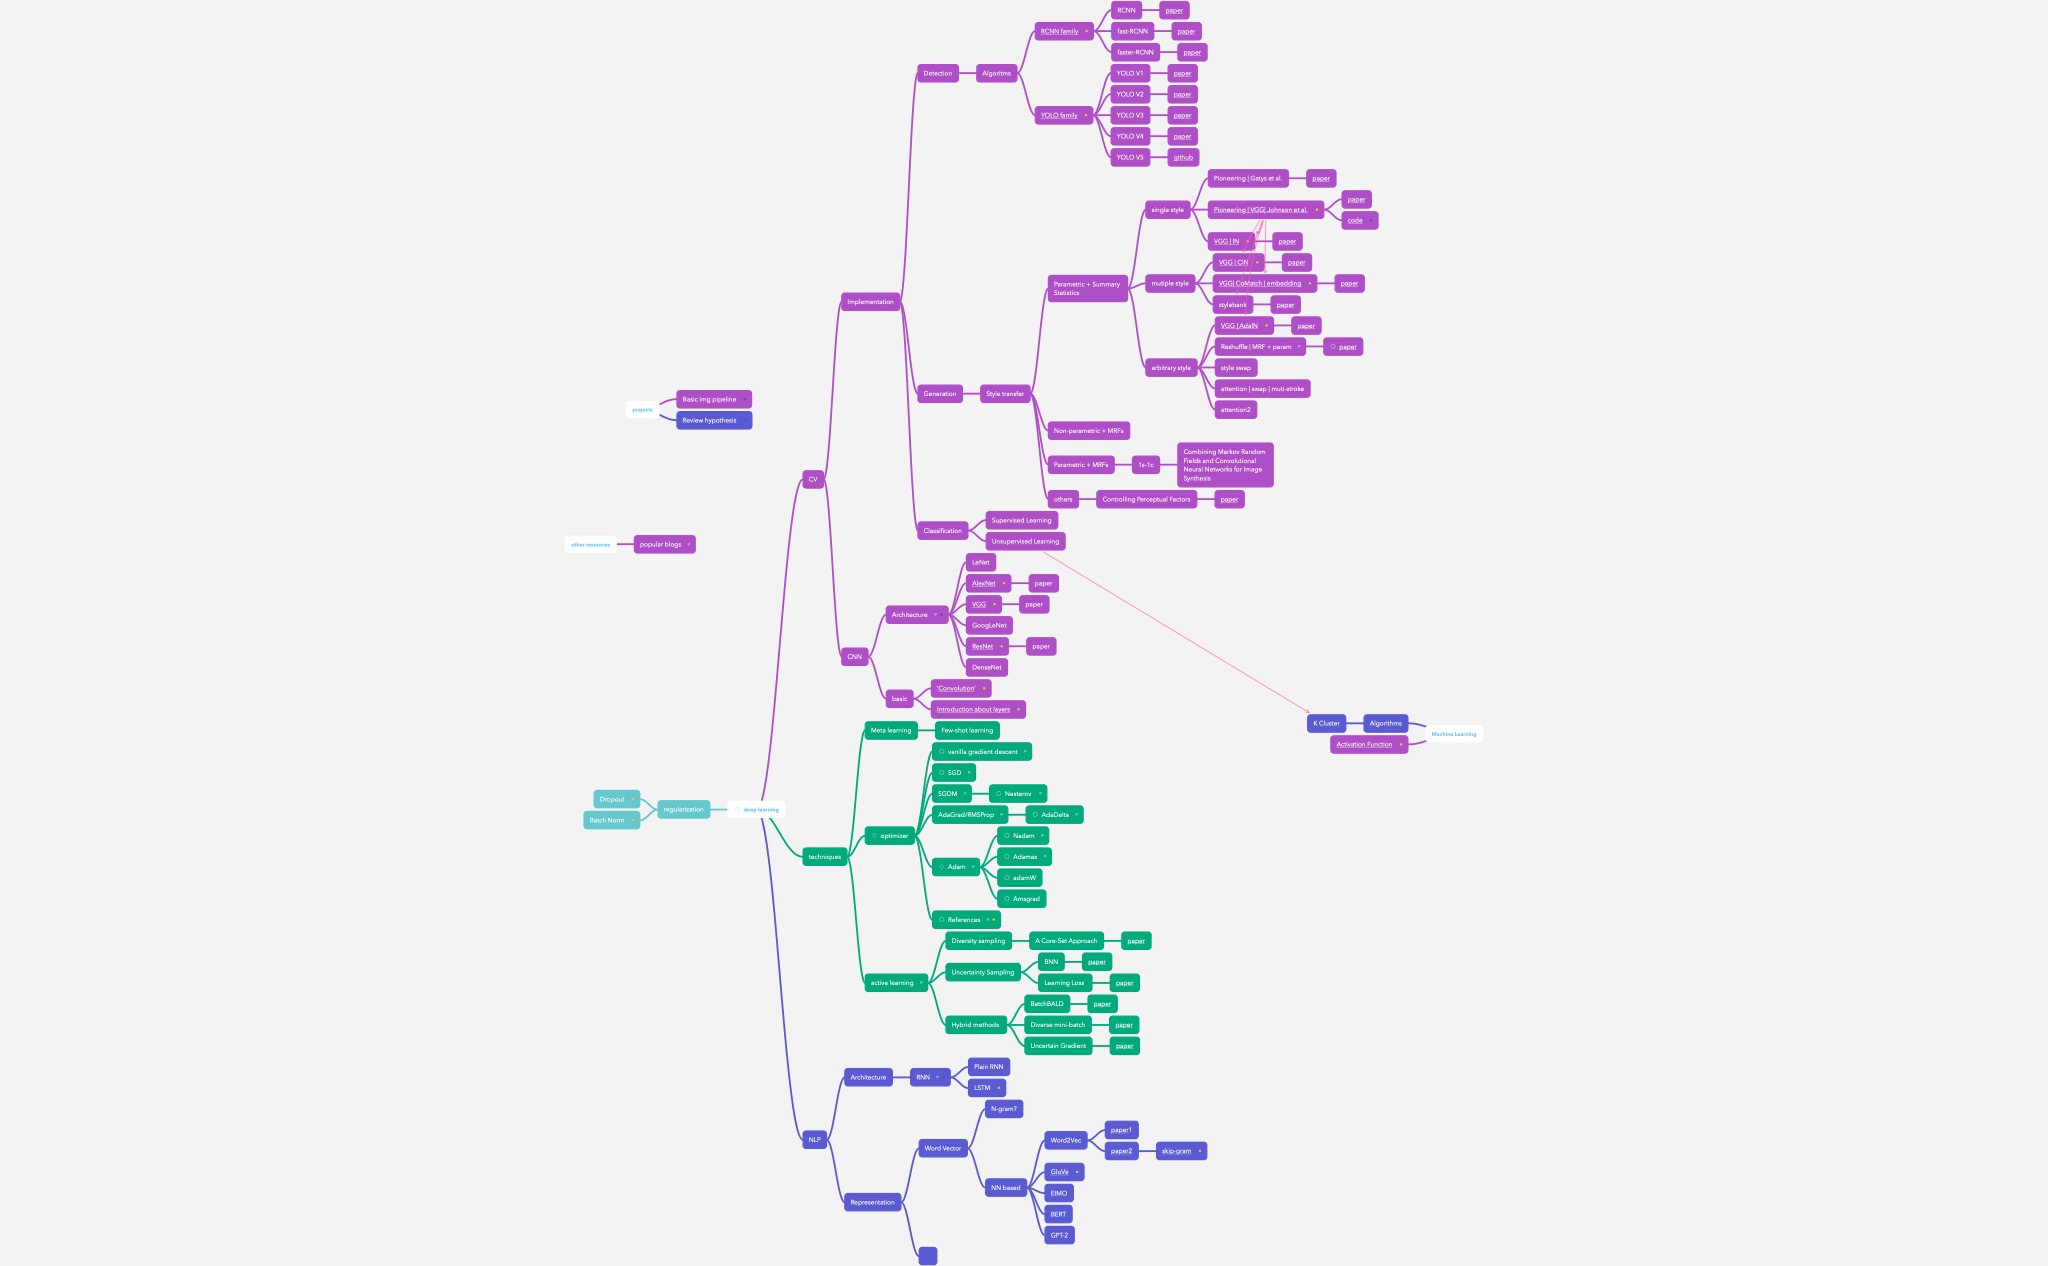 RCNN
paper
RCNN family
fast-RCNN
paper
faster-RCNN
paper
Detection
Algoritms
YOLO V1
paper
YOLO V2
paper
YOLO family
YOLO V3
paper
YOLO V4
paper
YOLO V5
github
Pioneering | Gatys et al.
paper
single style
Pioneering | VGG| Johnson et al.
paper
code
VGG | IN
paper
Implementation
Parametric + Summary
Statistics
mutiple style
VGG | CIN
paper
VGG| CoMatch | embedding
paper
stylebank
paper
VGG | AdaIN
paper
Reshuffle | MRF + param
paper
arbitrary style
style swap
attention | swap | muti-stroke
attention2
Generation
Style transfer
projects
Basic img pipeline
Review hypothesis
Non-parametric + MRFs
Parametric + MRFs
1s-1c
Combining Markov Random
Fields and Convolutional
Neural Networks for Image
Synthesis
CV
others
Controlling Perceptual Factors
paper
Classification
Supervised Learning
Unsupervised Learning
other resources
popular blogs
LeNet
AlexNet
paper
Architecture
VGG
paper
GoogLeNet
ResNet
paper
DenseNet
CNN
basic
'Convolution'
Introduction about layers
K Cluster
Algorithms
Machine Learning
Activation Function
Meta learning
Few-shot learning
vanilla gradient descent
SGD
SGDM
Nesterov
AdaGrad/RMSProp
AdaDelta
Dropout
regularization
deep learning
Batch Norm
optimizer
Nadam
Adam
Adamax
adamW
Amsgrad
techniques
References
Diversity sampling
A Core-Set Approach
paper
active learning
Uncertainty Sampling
BNN
paper
Learning Loss
paper
BatchBALD
paper
Hybrid methods
Diverse mini-batch
paper
Uncertain Gradient
paper
Architecture
RNN
Plain RNN
LSTM
N-gram?
NLP
Word Vector
Word2Vec
paper1
paper2
skip-gram
GloVe
NN based
ElMO
BERT
GPT-2
Representation